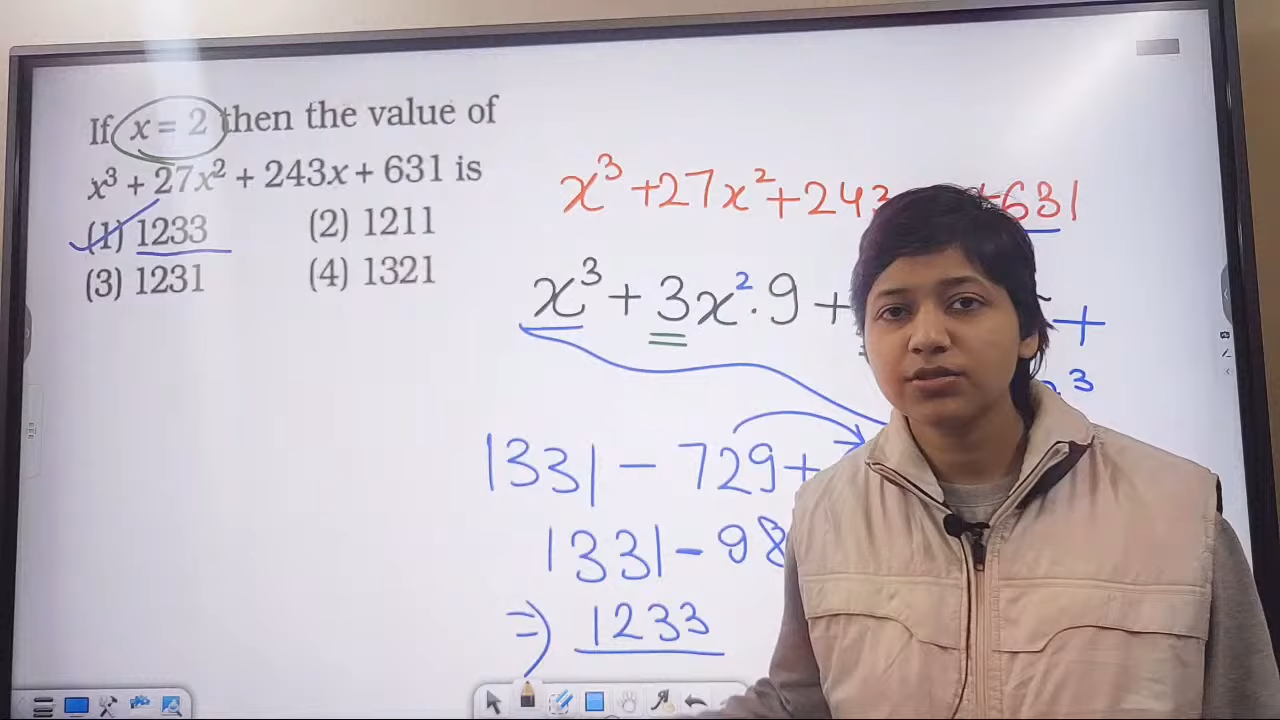 If x = 2 then the value of
x³ + 27x² + 243x + 631 is
(1) 1233 (2) 1211
(3) 1231 (4) 1321
x³ + 27x² + 243 + 631
x³ + 3x² · 9 +
+
3
1331 − 729 +
1331 − 98
⇒ 1233